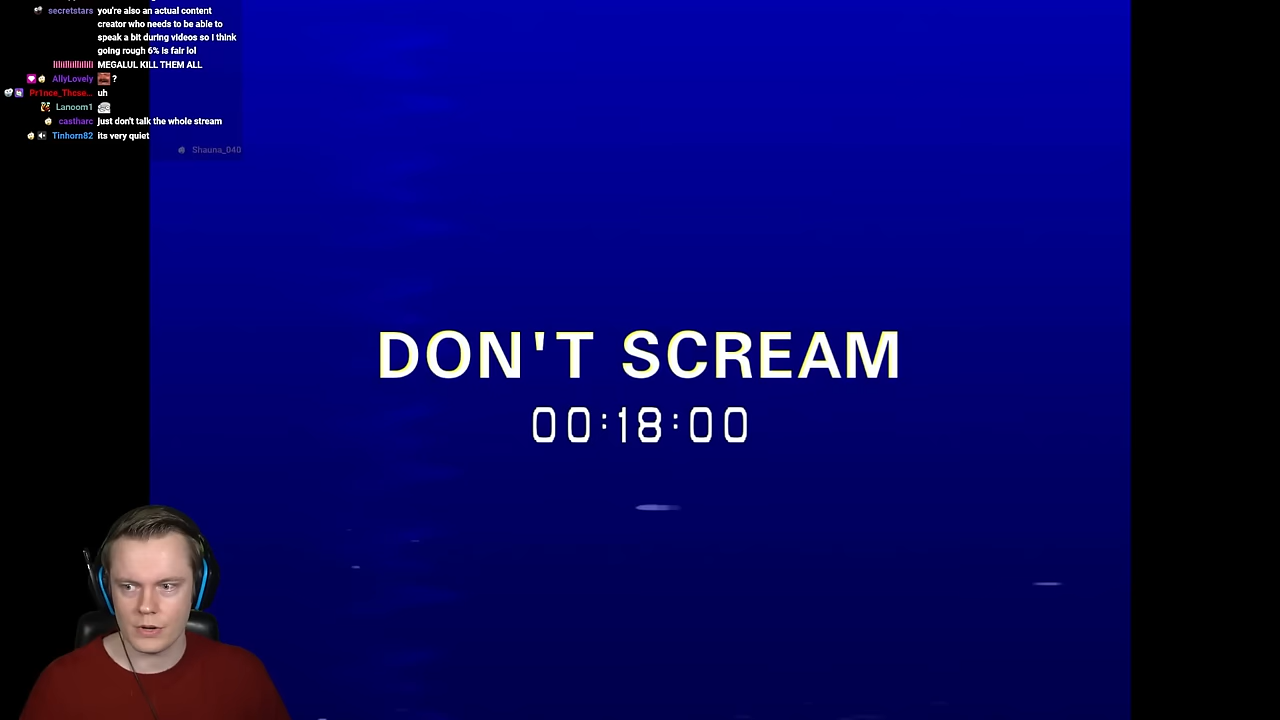 secretstars you're also an actual content
creator who needs to be able to
speak a bit during videos so i think
going rough 6% is fair lol
MEGALUL KILL THEM ALL
AllyLovely ?
Pr1nce_Those... uh
Lanoom1
castharc just don't talk the whole stream
Tinhorn82 its very quiet
Shauna_040
DON'T SCREAM
00:18:00